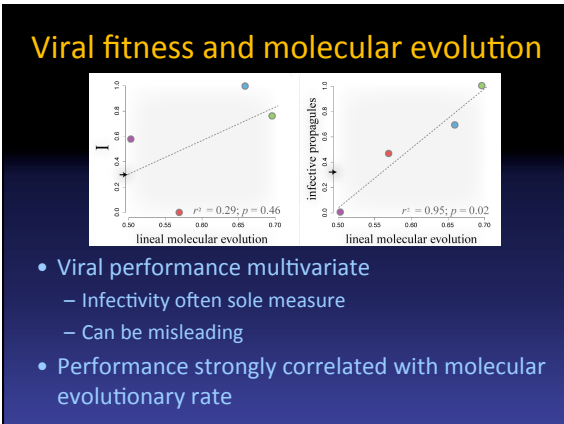 Viral fitness and molecular evolution
I
0.0 0.2 0.4 0.6 0.8 1.0
r² = 0.29; p = 0.46
0.50 0.55 0.60 0.65 0.70
lineal molecular evolution
infective propagules
0.0 0.2 0.4 0.6 0.8 1.0
r² = 0.95; p = 0.02
0.50 0.55 0.60 0.65 0.70
lineal molecular evolution
• Viral performance multivariate
– Infectivity often sole measure
– Can be misleading
• Performance strongly correlated with molecular
evolutionary rate